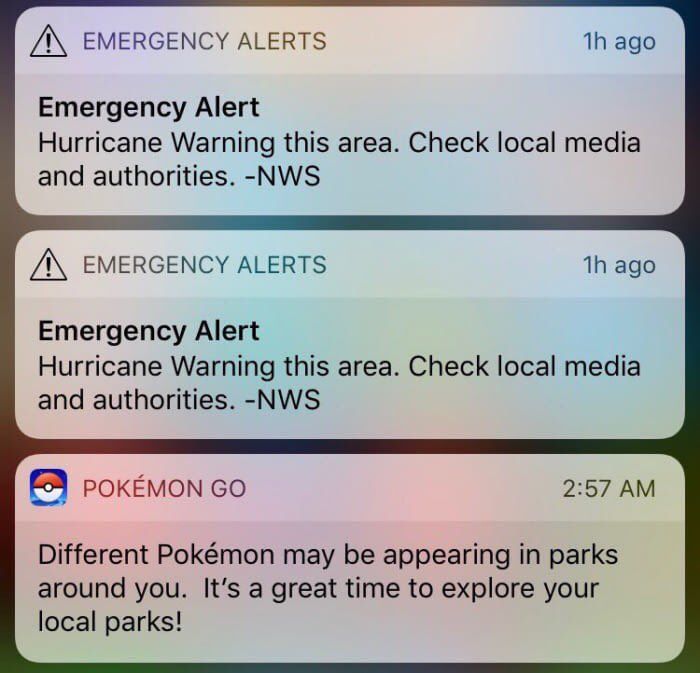 EMERGENCY ALERTS 1h ago
Emergency Alert
Hurricane Warning this area. Check local media
and authorities. -NWS
EMERGENCY ALERTS 1h ago
Emergency Alert
Hurricane Warning this area. Check local media
and authorities. -NWS
POKÉMON GO 2:57 AM
Different Pokémon may be appearing in parks
around you.  It's a great time to explore your
local parks!